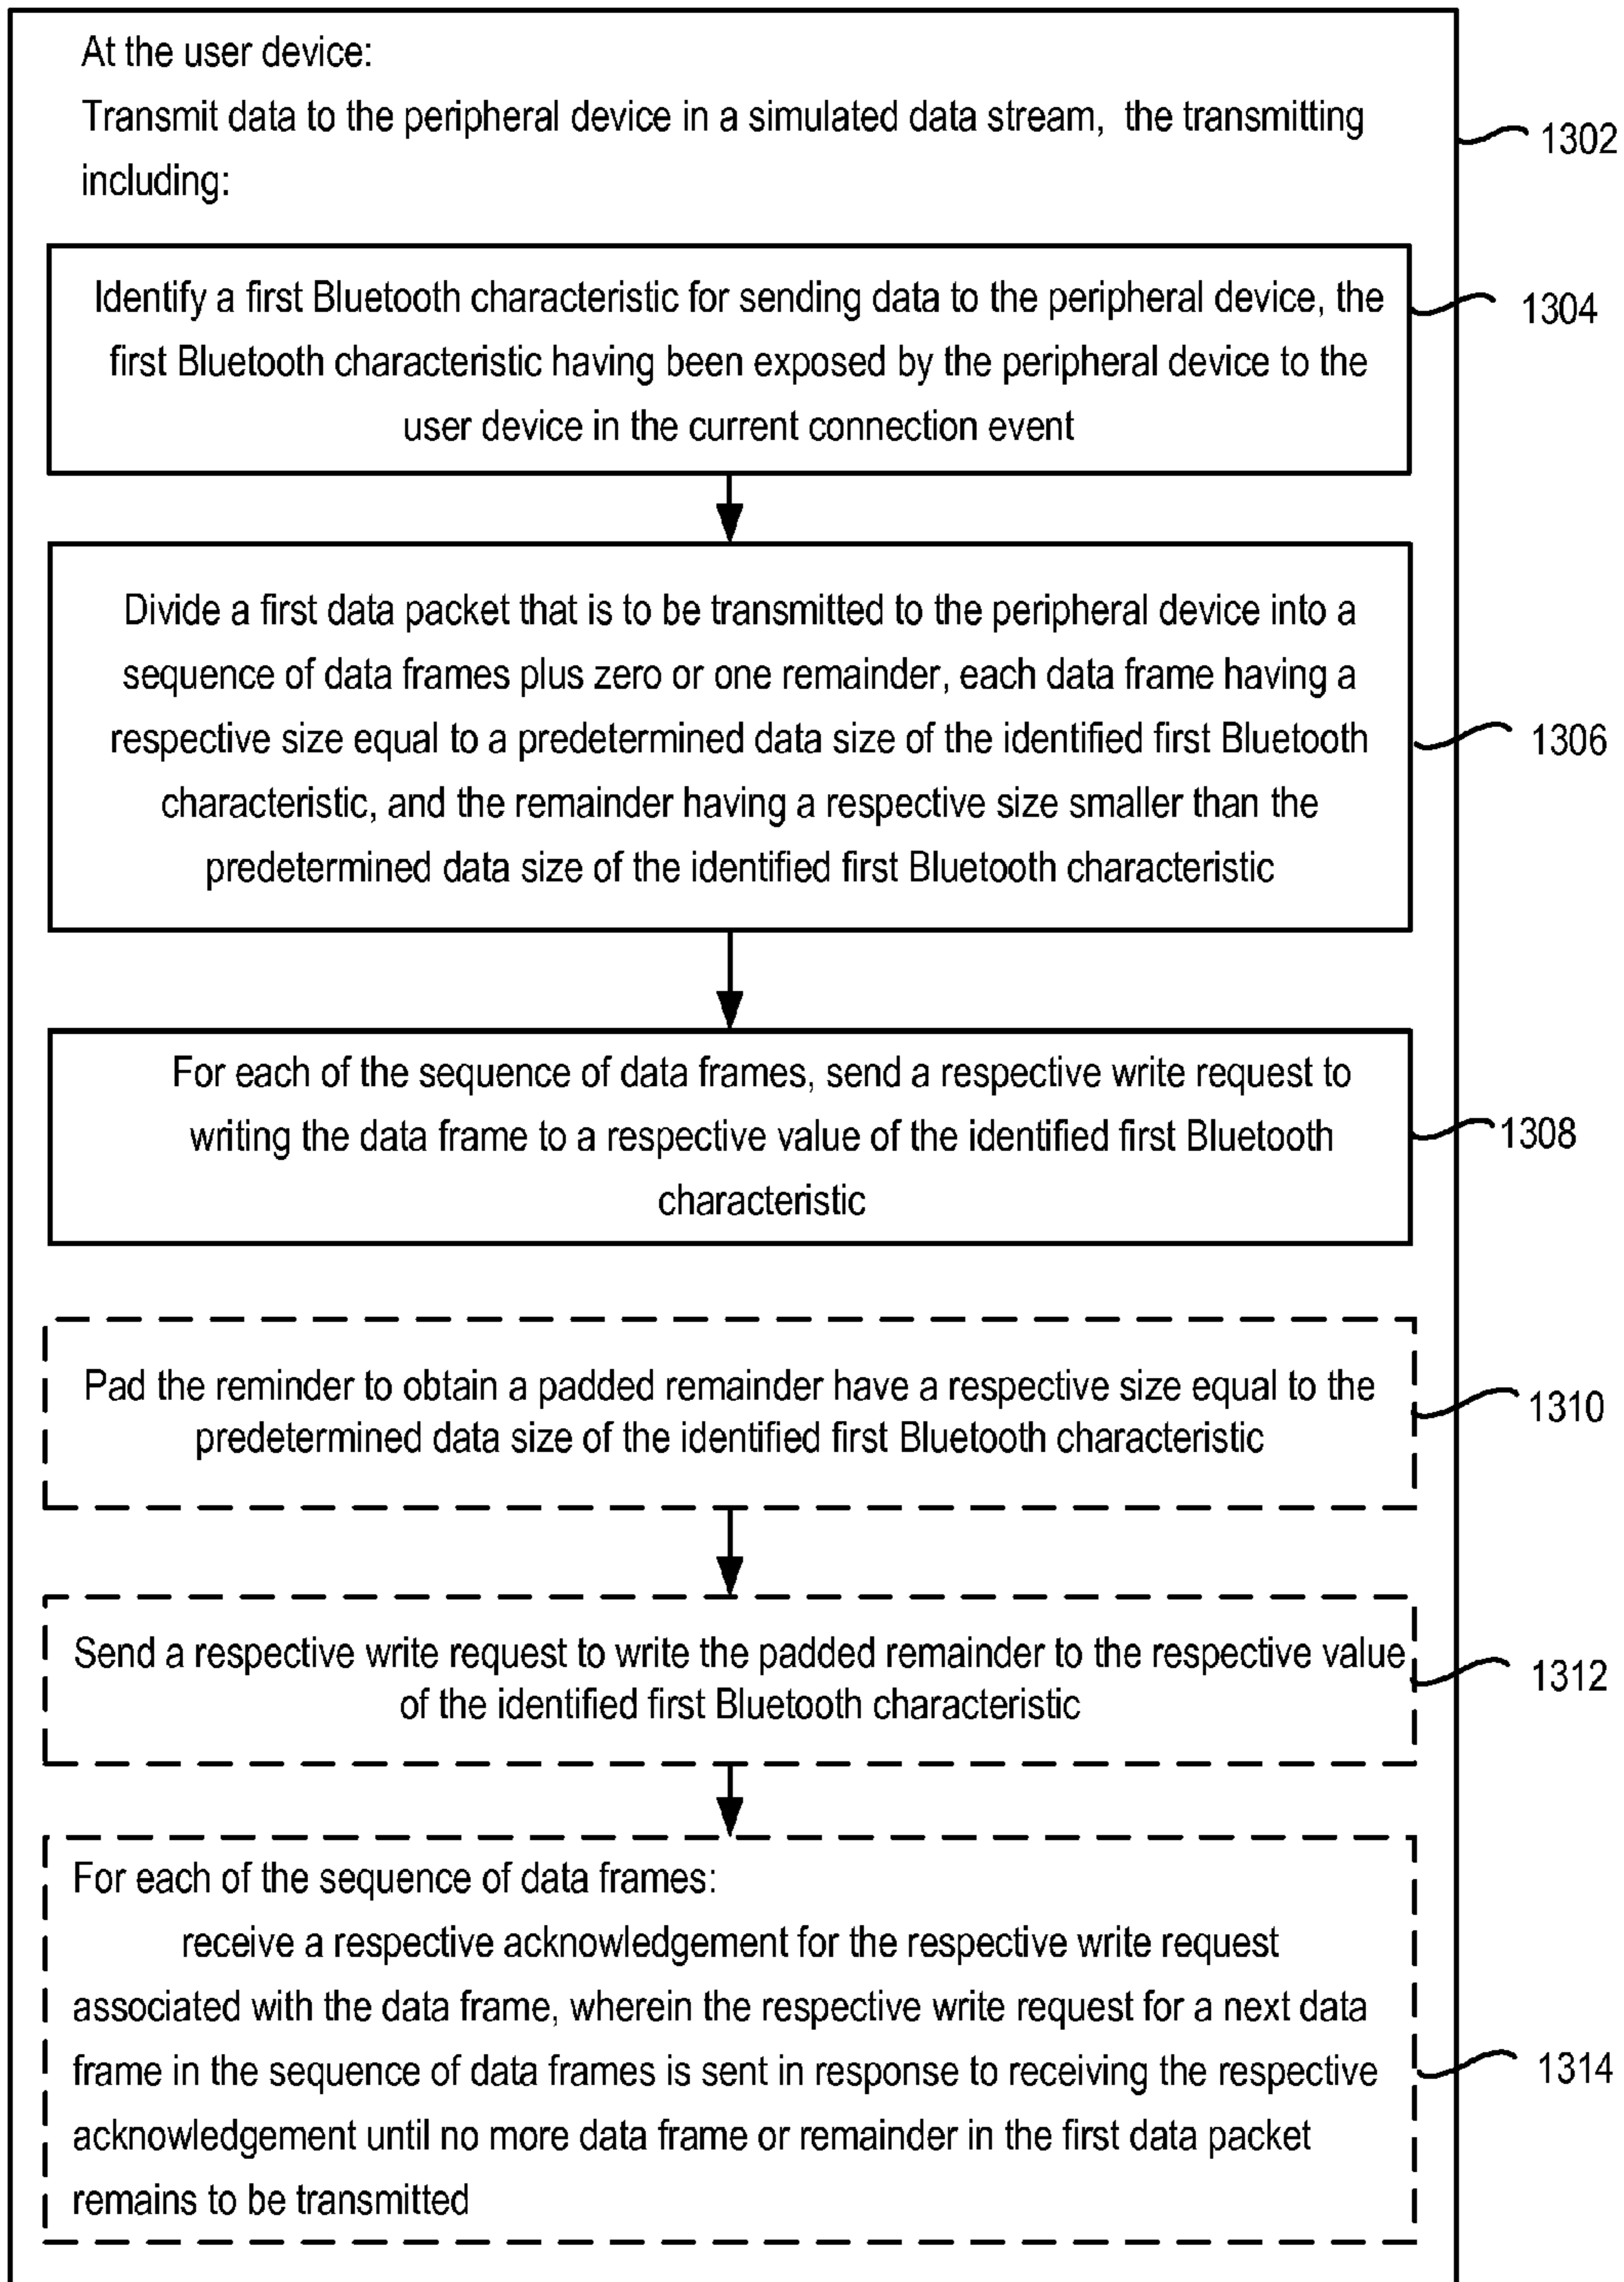 At the user device:
Transmit data to the peripheral device in a simulated data stream, the transmitting
including:
1302
Identify a first Bluetooth characteristic for sending data to the peripheral device, the
first Bluetooth characteristic having been exposed by the peripheral device to the
user device in the current connection event
1304
Divide a first data packet that is to be transmitted to the peripheral device into a
sequence of data frames plus zero or one remainder, each data frame having a
respective size equal to a predetermined data size of the identified first Bluetooth
characteristic, and the remainder having a respective size smaller than the
predetermined data size of the identified first Bluetooth characteristic
1306
For each of the sequence of data frames, send a respective write request to
writing the data frame to a respective value of the identified first Bluetooth
characteristic
1308
Pad the reminder to obtain a padded remainder have a respective size equal to the
predetermined data size of the identified first Bluetooth characteristic
1310
Send a respective write request to write the padded remainder to the respective value
of the identified first Bluetooth characteristic
1312
For each of the sequence of data frames:
receive a respective acknowledgement for the respective write request
associated with the data frame, wherein the respective write request for a next data
frame in the sequence of data frames is sent in response to receiving the respective
acknowledgement until no more data frame or remainder in the first data packet
remains to be transmitted
1314